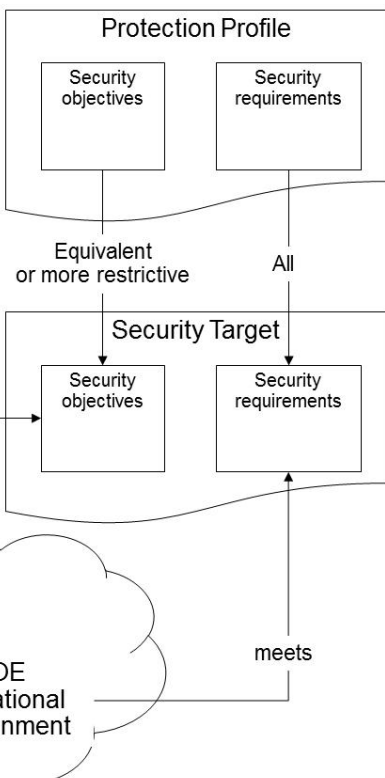 Protection Profile
Security
objectives
Security
requirements
Equivalent
or more restrictive
All
Security Target
Security
objectives
Security
requirements
meets